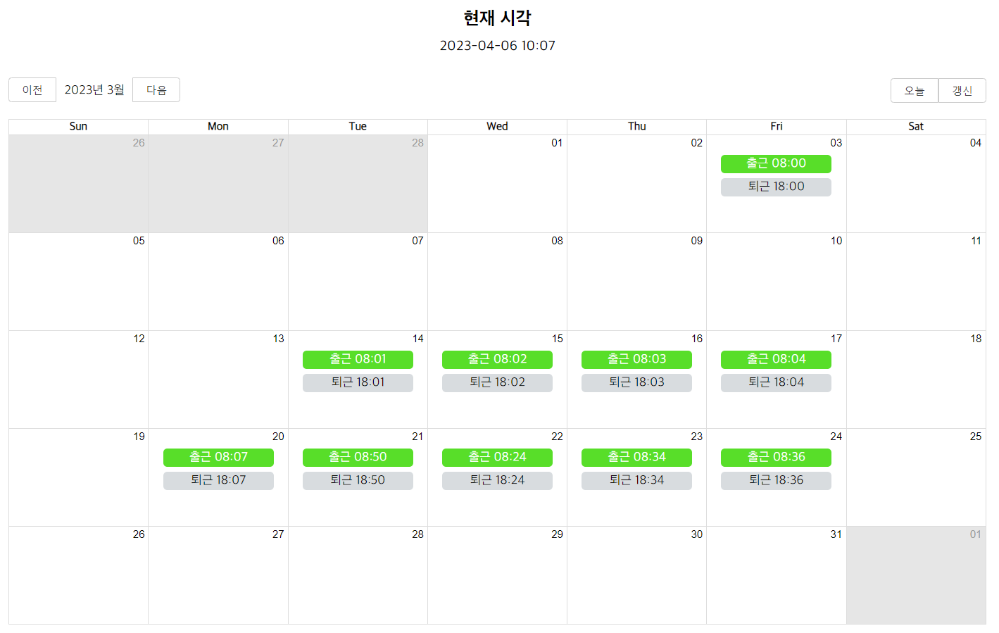 현재 시각
2023-04-06 10:07
이전 2023년 3월 다음 오늘 갱신
Sun Mon Tue Wed Thu Fri Sat
26 27 28 01 02 03 04
출근 08:00
퇴근 18:00
05 06 07 08 09 10 11
12 13 14 15 16 17 18
출근 08:01 출근 08:02 출근 08:03 출근 08:04
퇴근 18:01 퇴근 18:02 퇴근 18:03 퇴근 18:04
19 20 21 22 23 24 25
출근 08:07 출근 08:50 출근 08:24 출근 08:34 출근 08:36
퇴근 18:07 퇴근 18:50 퇴근 18:24 퇴근 18:34 퇴근 18:36
26 27 28 29 30 31 01